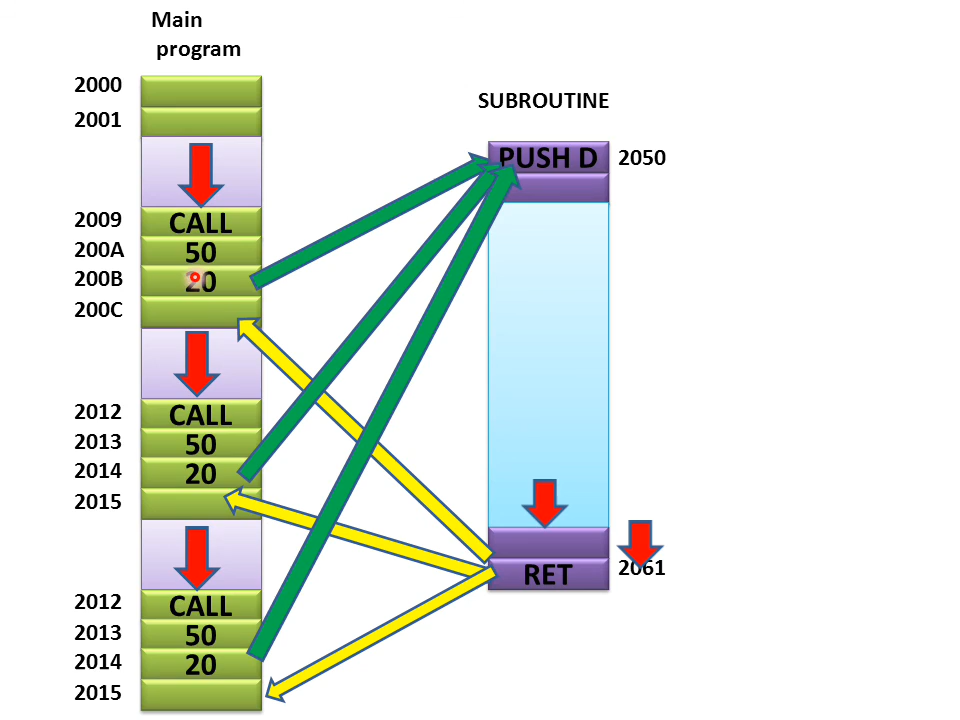 Main
program
2000
2001
2009 CALL
200A 50
200B 20
200C
2012 CALL
2013 50
2014 20
2015
2012 CALL
2013 50
2014 20
2015
SUBROUTINE
PUSH D 2050
RET 2061